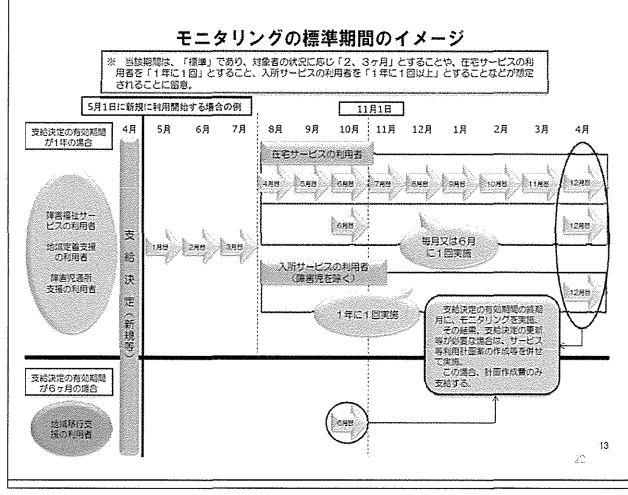 モニタリングの標準期間のイメージ
※ 当該期間は、「標準」であり、対象者の状況に応じ「2、3ヶ月」とすることや、在宅サービスの利
用者を「1年に1回」とすること、入所サービスの利用者を「1年に1回以上」とすることなどが想定
されることに留意。
5月1日に新規に利用開始する場合の例
11月1日
支給決定の有効期間
が1年の場合
4月
5月
6月
7月
8月
9月
10月
11月
12月
1月
2月
3月
4月
在宅サービスの利用者
4月目
5月目
6月目
7月目
8月目
9月目
10月目
11月目
12月目
障害福祉サー
ビスの利用者
地域定着支援
の利用者
障害児通所
支援の利用者
支給決定(新規等)
1月目
2月目
3月目
6月目
12月目
毎月又は6月
に1回実施
入所サービスの利用者
(障害児を除く)
12月目
1年に1回実施
支給決定の有効期間の終期
月に、モニタリングを実施。
その結果、支給決定の更新
等が必要な場合は、サービス
等利用計画案の作成等を併せ
て実施。
この場合、計画作成費のみ
支給する。
支給決定の有効期間
が6ヶ月の場合
地域移行支
援の利用者
6月目
13
22